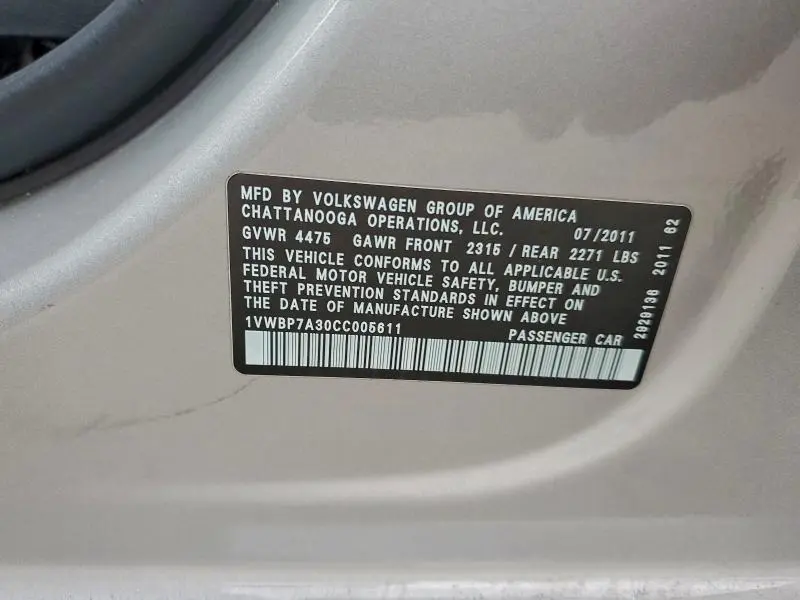 MFD BY VOLKSWAGEN GROUP OF AMERICA
CHATTANOOGA OPERATIONS, LLC. 07/2011
GVWR 4475 GAWR FRONT 2315 / REAR 2271 LBS
THIS VEHICLE CONFORMS TO ALL APPLICABLE U.S.
FEDERAL MOTOR VEHICLE SAFETY, BUMPER AND
THEFT PREVENTION STANDARDS IN EFFECT ON
THE DATE OF MANUFACTURE SHOWN ABOVE
1VWBP7A30CC005611 PASSENGER CAR
2929136 2011 62